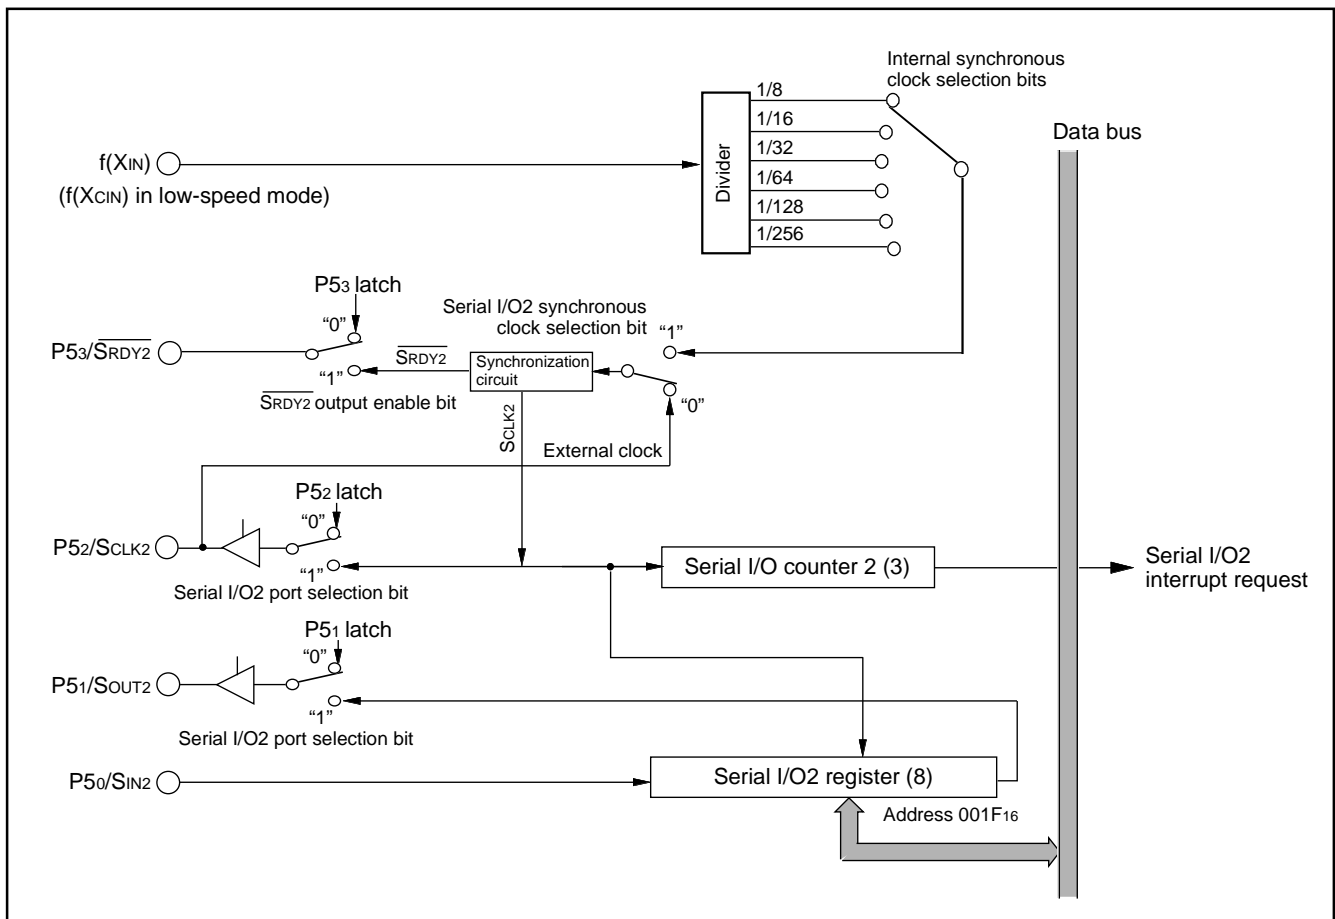 Internal synchronous
clock selection bits
1/8
1/16
1/32
1/64
1/128
1/256
Divider
Data bus
f(XIN)
(f(XCIN) in low-speed mode)
P53 latch
"0"
Serial I/O2 synchronous
clock selection bit
"1"
P53/SRDY2
SRDY2
Synchronization
circuit
"1"
SRDY2 output enable bit
"0"
SCLK2
External clock
P52 latch
"0"
P52/SCLK2
"1"
Serial I/O2 port selection bit
Serial I/O counter 2 (3)
Serial I/O2
interrupt request
P51 latch
"0"
P51/SOUT2
"1"
Serial I/O2 port selection bit
P50/SIN2
Serial I/O2 register (8)
Address 001F16